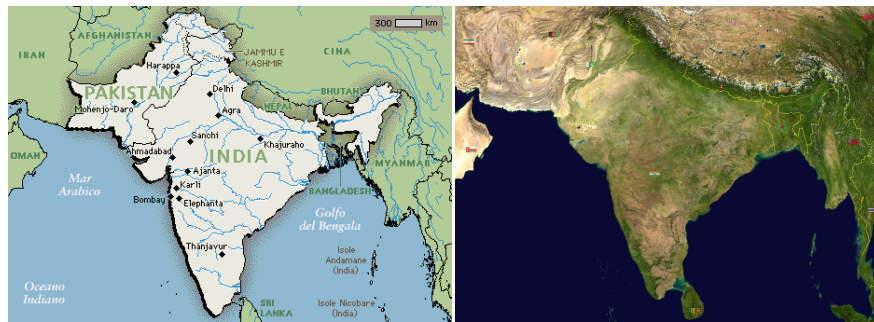 300 km
AFGHANISTAN
IRAN
JAMMU E
KASHMIR
CINA
Harappa
PAKISTAN
Delhi
BHUTAN
Mohenjo-Daro
NEPAL
Agra
Sanchi
Khajuraho
OMAN
Ahmadabad
INDIA
MYANMAR
Ajanta
Mar
Arabico
Karli
BANGLADESH
Bombay
Elephanta
Golfo
del Bengala
Thanjavur
Isole
Andamane
(India)
Oceano
Indiano
SRI
LANKA
Isole Nicobare
(India)